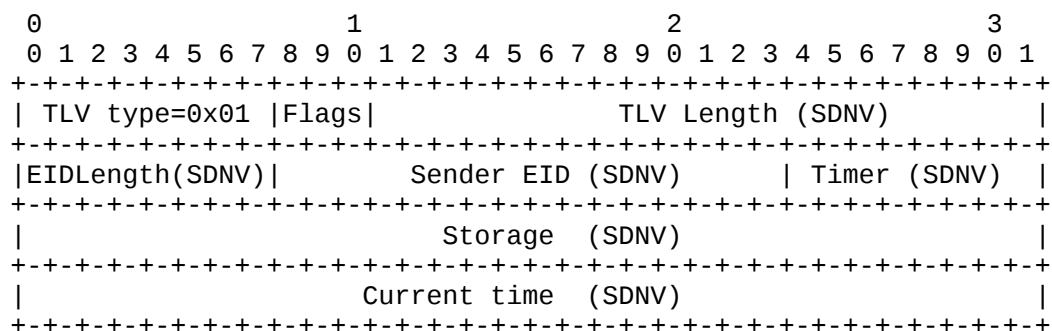 0                   1                   2                   3
 0 1 2 3 4 5 6 7 8 9 0 1 2 3 4 5 6 7 8 9 0 1 2 3 4 5 6 7 8 9 0 1
+-+-+-+-+-+-+-+-+-+-+-+-+-+-+-+-+-+-+-+-+-+-+-+-+-+-+-+-+-+-+-+-+
| TLV type=0x01 |Flags|               TLV Length (SDNV)         |
+-+-+-+-+-+-+-+-+-+-+-+-+-+-+-+-+-+-+-+-+-+-+-+-+-+-+-+-+-+-+-+-+
|EIDLength(SDNV)|        Sender EID (SDNV)      | Timer (SDNV)  |
+-+-+-+-+-+-+-+-+-+-+-+-+-+-+-+-+-+-+-+-+-+-+-+-+-+-+-+-+-+-+-+-+
|                          Storage  (SDNV)                      |
+-+-+-+-+-+-+-+-+-+-+-+-+-+-+-+-+-+-+-+-+-+-+-+-+-+-+-+-+-+-+-+-+
|                     Current time  (SDNV)                      |
+-+-+-+-+-+-+-+-+-+-+-+-+-+-+-+-+-+-+-+-+-+-+-+-+-+-+-+-+-+-+-+-+